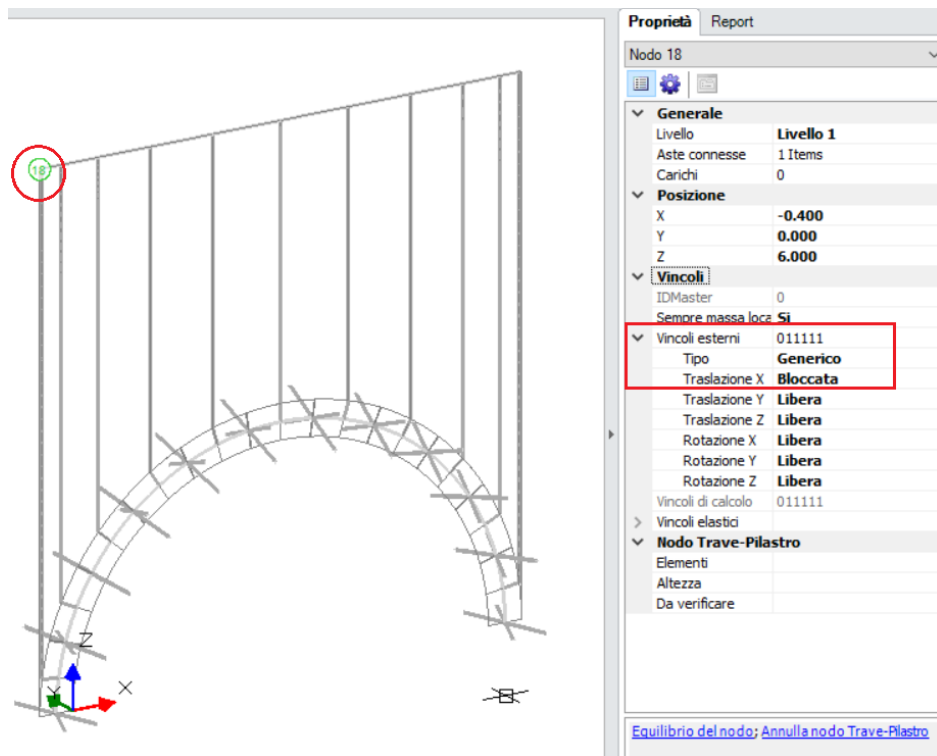 Proprietà Report
Nodo 18
Generale
Livello Livello 1
Aste connesse 1 Items
Carichi 0
Posizione
X -0.400
Y 0.000
Z 6.000
Vincoli
IDMaster 0
Sempre massa loca Sì
Vincoli esterni 011111
Tipo Generico
Traslazione X Bloccata
Traslazione Y Libera
Traslazione Z Libera
Rotazione X Libera
Rotazione Y Libera
Rotazione Z Libera
Vincoli di calcolo 011111
Vincoli elastici
Nodo Trave-Pilastro
Elementi
Altezza
Da verificare
Equilibrio del nodo; Annulla nodo Trave-Pilastro
18
Z
Y
X